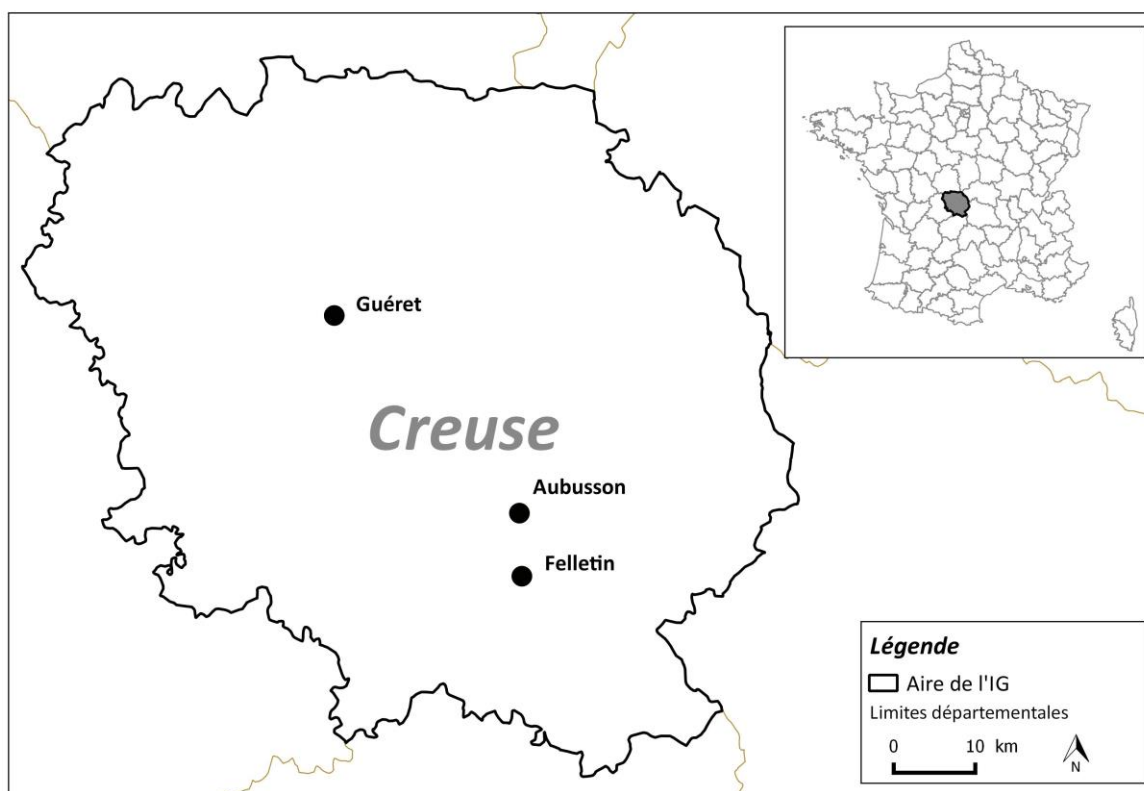 Guéret
Creuse
Aubusson
Felletin
Légende
Aire de l'IG
Limites départementales
0 10 km
N